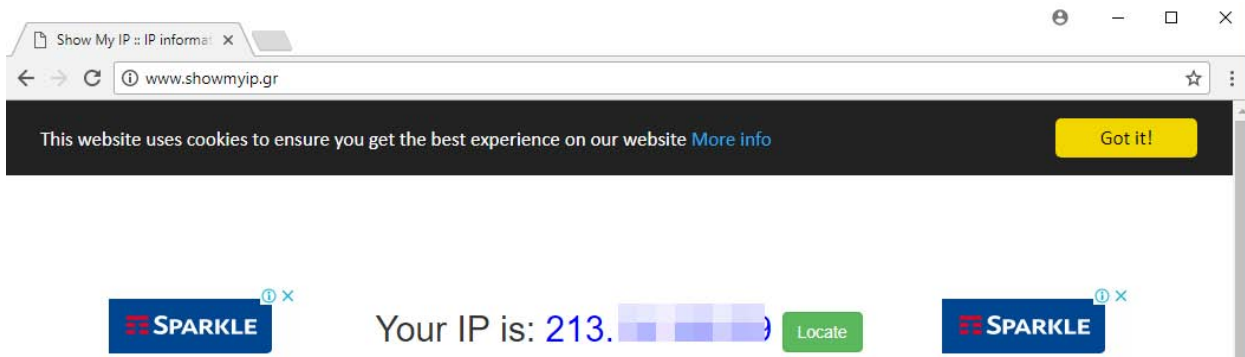 Show My IP :: IP informat
www.showmyip.gr
This website uses cookies to ensure you get the best experience on our website More info
Got it!
SPARKLE
Your IP is: 213.
Locate
SPARKLE